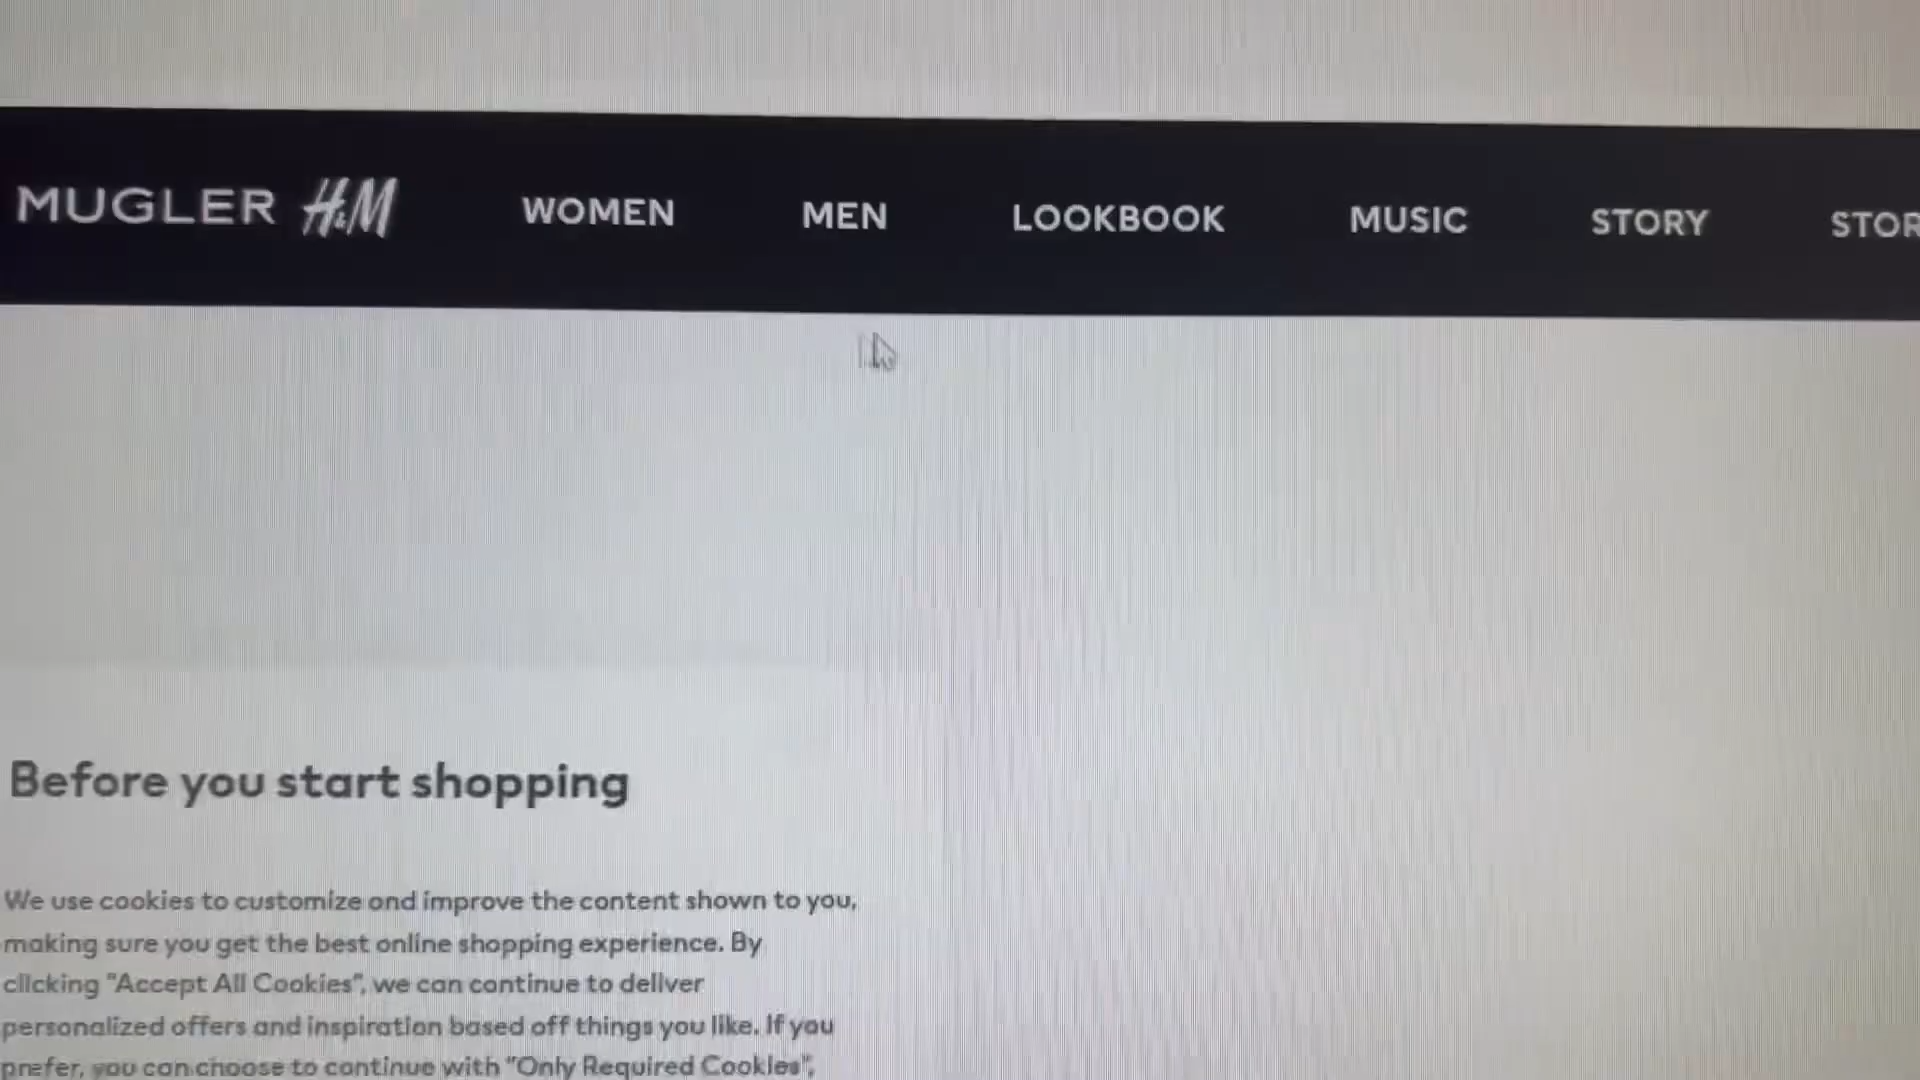 MUGLER H&M WOMEN MEN LOOKBOOK MUSIC STORY STOR
Before you start shopping
We use cookies to customize and improve the content shown to you,
making sure you get the best online shopping experience. By
clicking "Accept All Cookies", we can continue to deliver
personalized offers and inspiration based off things you like. If you
prefer, you can choose to continue with "Only Required Cookies",